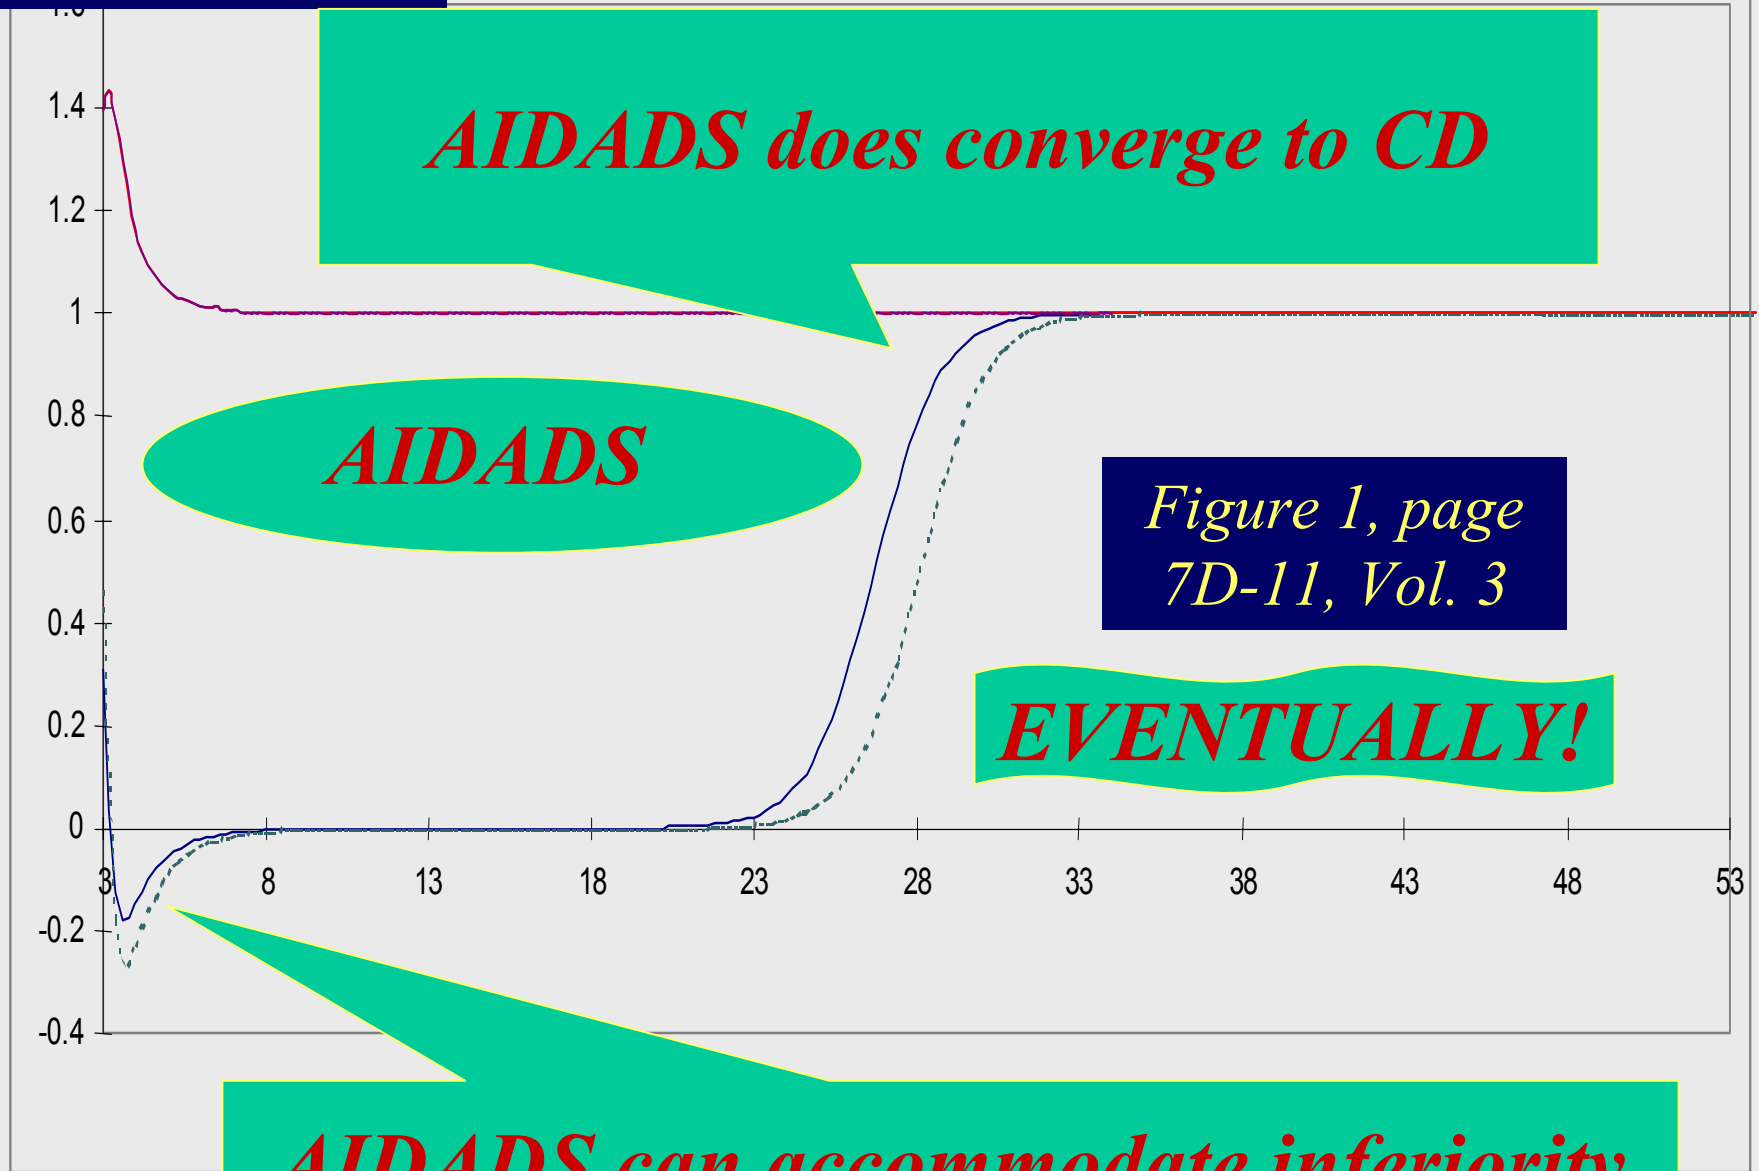 1.6
AIDADS does converge to CD
1.4
1.2
1
0.8
AIDADS
0.6
Figure 1, page
7D-11, Vol. 3
0.4
0.2
EVENTUALLY!
0
3 8 13 18 23 28 33 38 43 48 53
-0.2
-0.4
AIDADS can accommodate inferiority